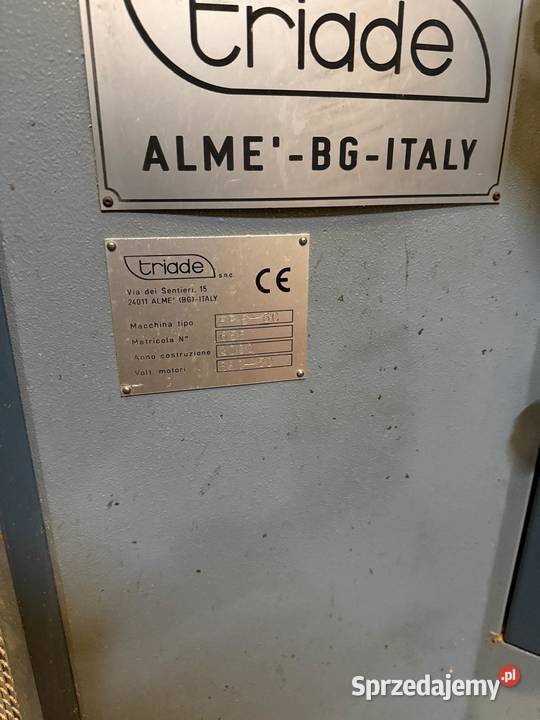 triade
ALME'-BG-ITALY
triade s.n.c.
CE
Via dei Sentieri, 15
24011 ALME' (BG)-ITALY
Macchina tipo
Matricola N°
Anno costruzione
Volt. motori
Sprzedajemy.pl